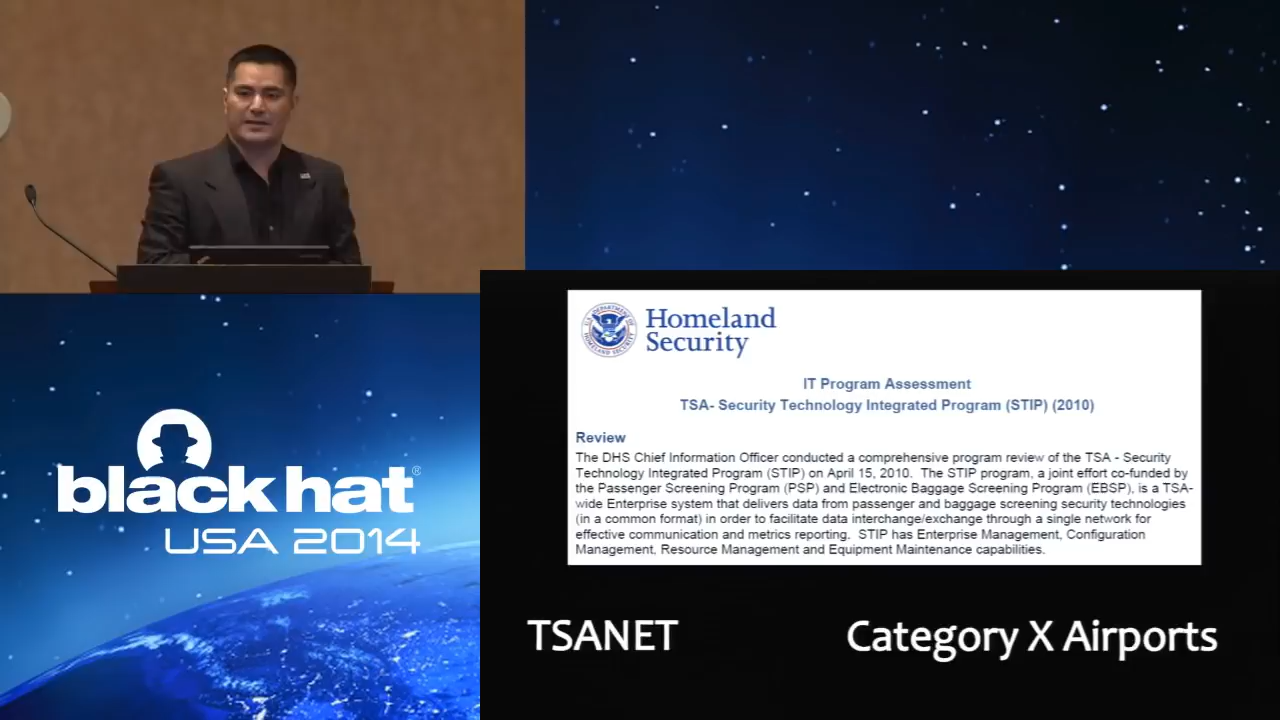 Homeland
Security
IT Program Assessment
TSA- Security Technology Integrated Program (STIP) (2010)
Review
The DHS Chief Information Officer conducted a comprehensive program review of the TSA - Security
Technology Integrated Program (STIP) on April 15, 2010. The STIP program, a joint effort co-funded by
the Passenger Screening Program (PSP) and Electronic Baggage Screening Program (EBSP), is a TSA-
wide Enterprise system that delivers data from passenger and baggage screening security technologies
(in a common format) in order to facilitate data interchange/exchange through a single network for
effective communication and metrics reporting. STIP has Enterprise Management, Configuration
Management, Resource Management and Equipment Maintenance capabilities.
black hat®
USA 2014
TSANET
Category X Airports